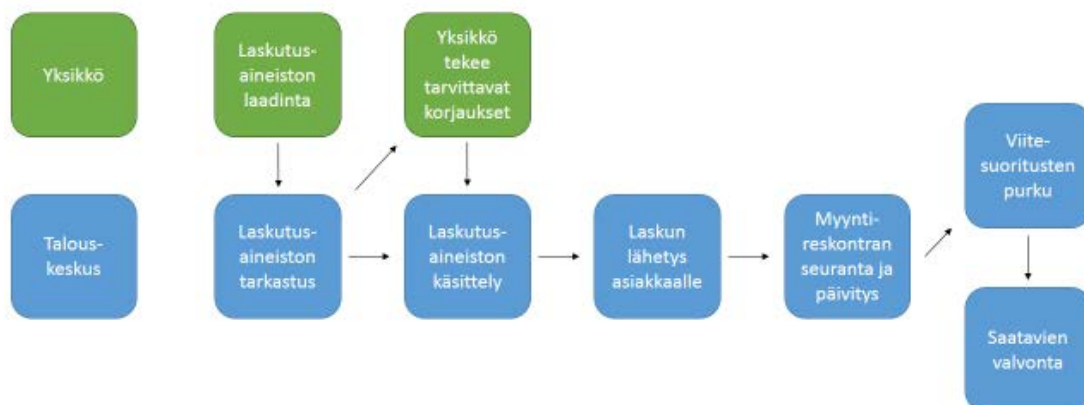 Yksikkö
Laskutus-
aineiston
laadinta
Yksikkö
tekee
tarvittavat
korjaukset
Talous-
keskus
Laskutus-
aineiston
tarkastus
Laskutus-
aineiston
käsittely
Laskun
lähetys
asiakkaalle
Myynti-
reskontran
seuranta ja
päivitys
Viite-
suoritusten
purku
Saatavien
valvonta